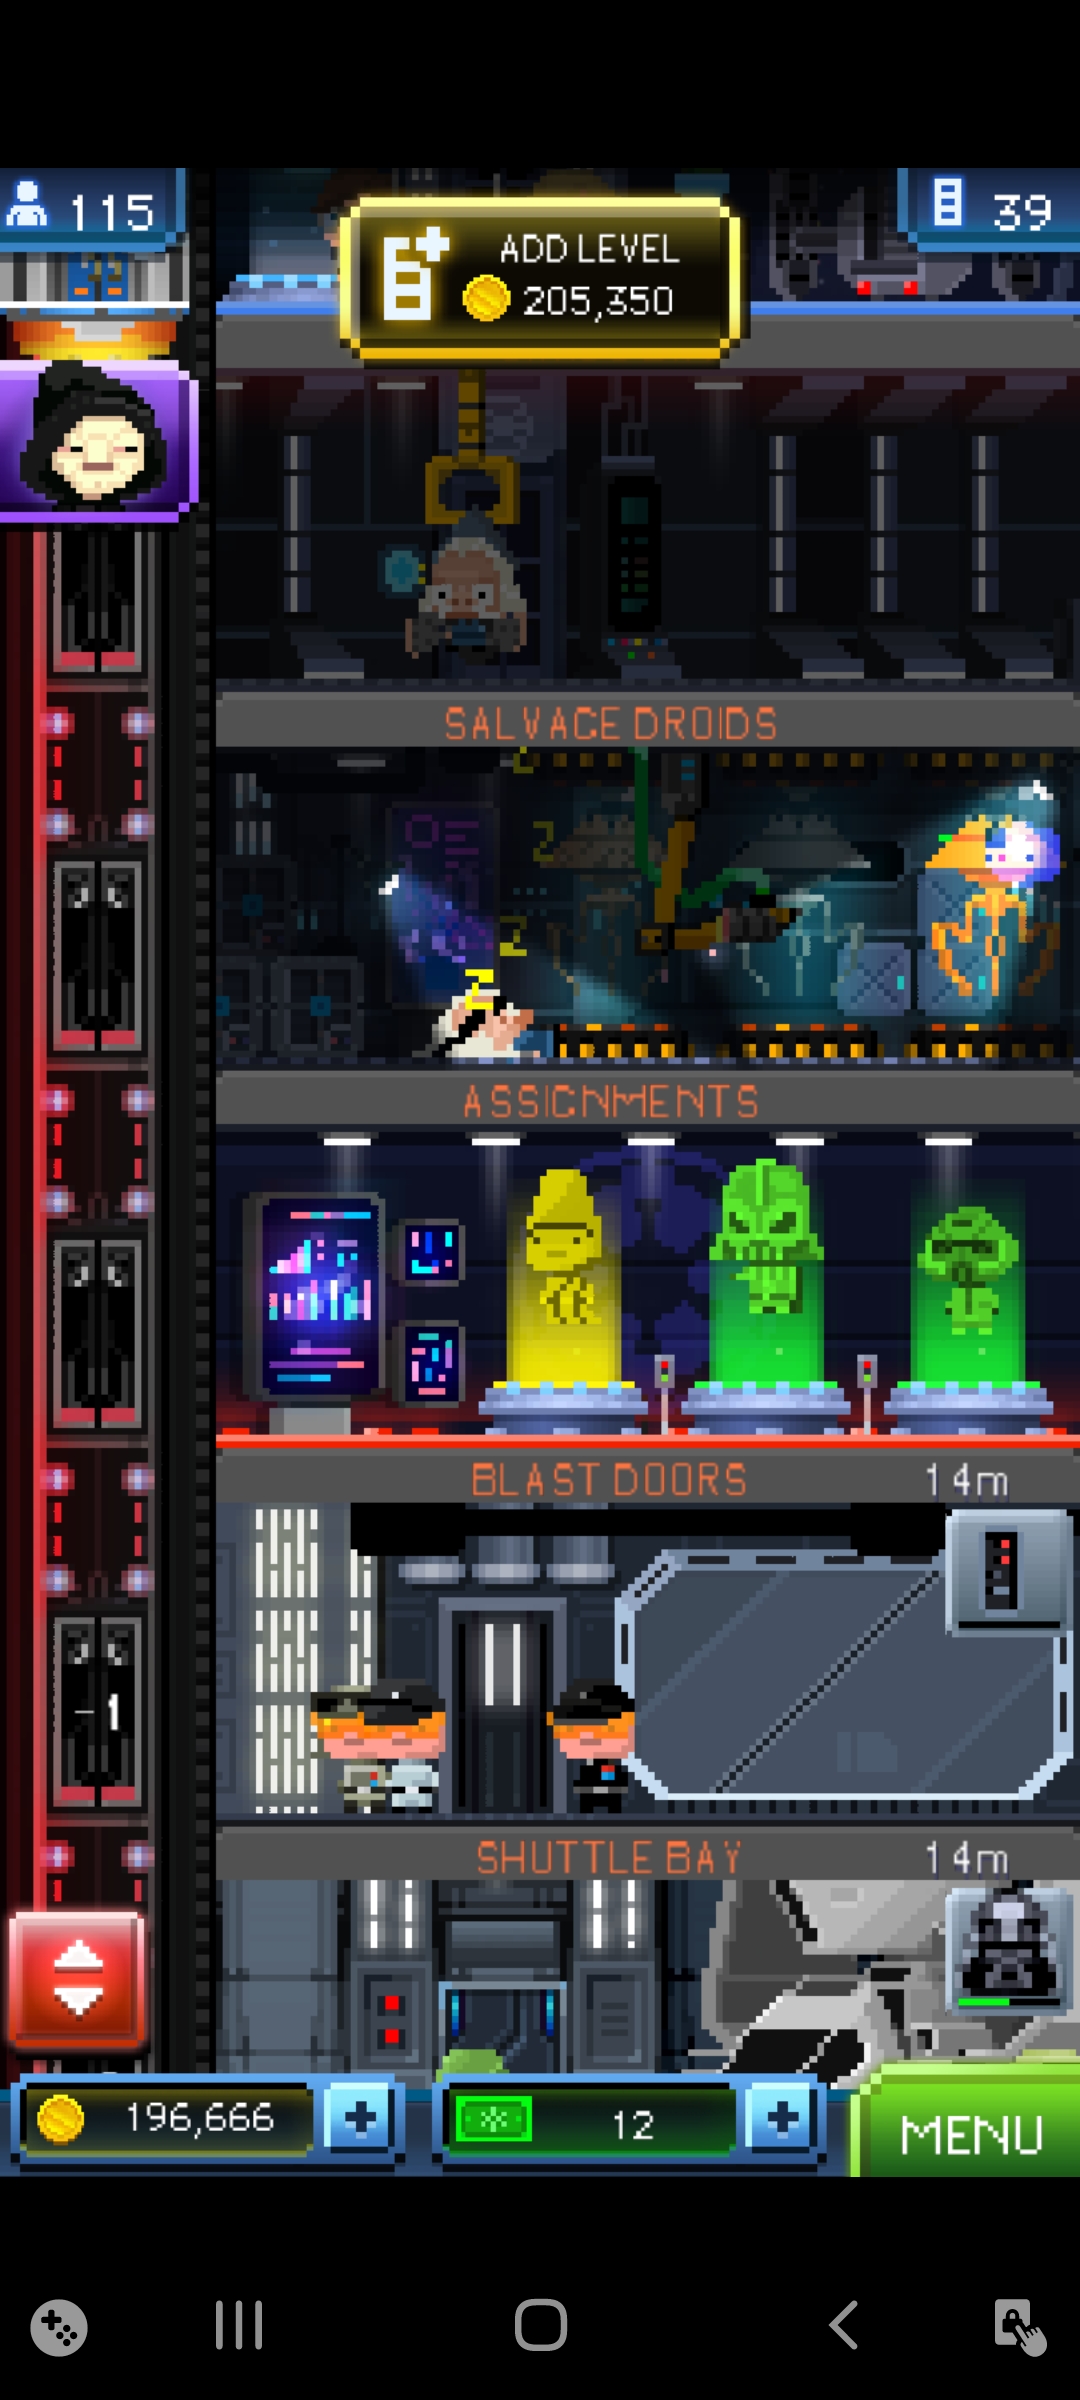 115
ADD LEVEL
205,350
39
SALVAGE DROIDS
Z
Z
Z
Z
ASSIGNMENTS
BLAST DOORS 14m
-1
SHUTTLE BAY 14m
196,666
12
MENU